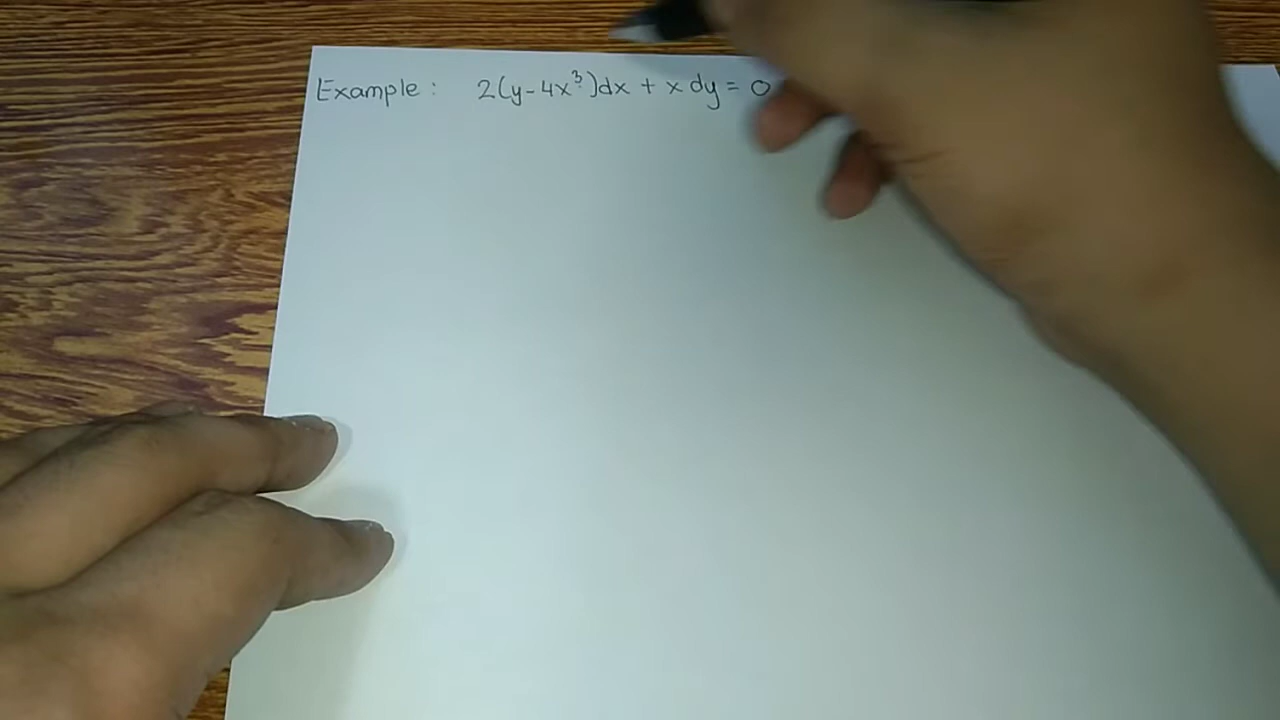 Example : 2(y-4x³)dx + x dy = 0